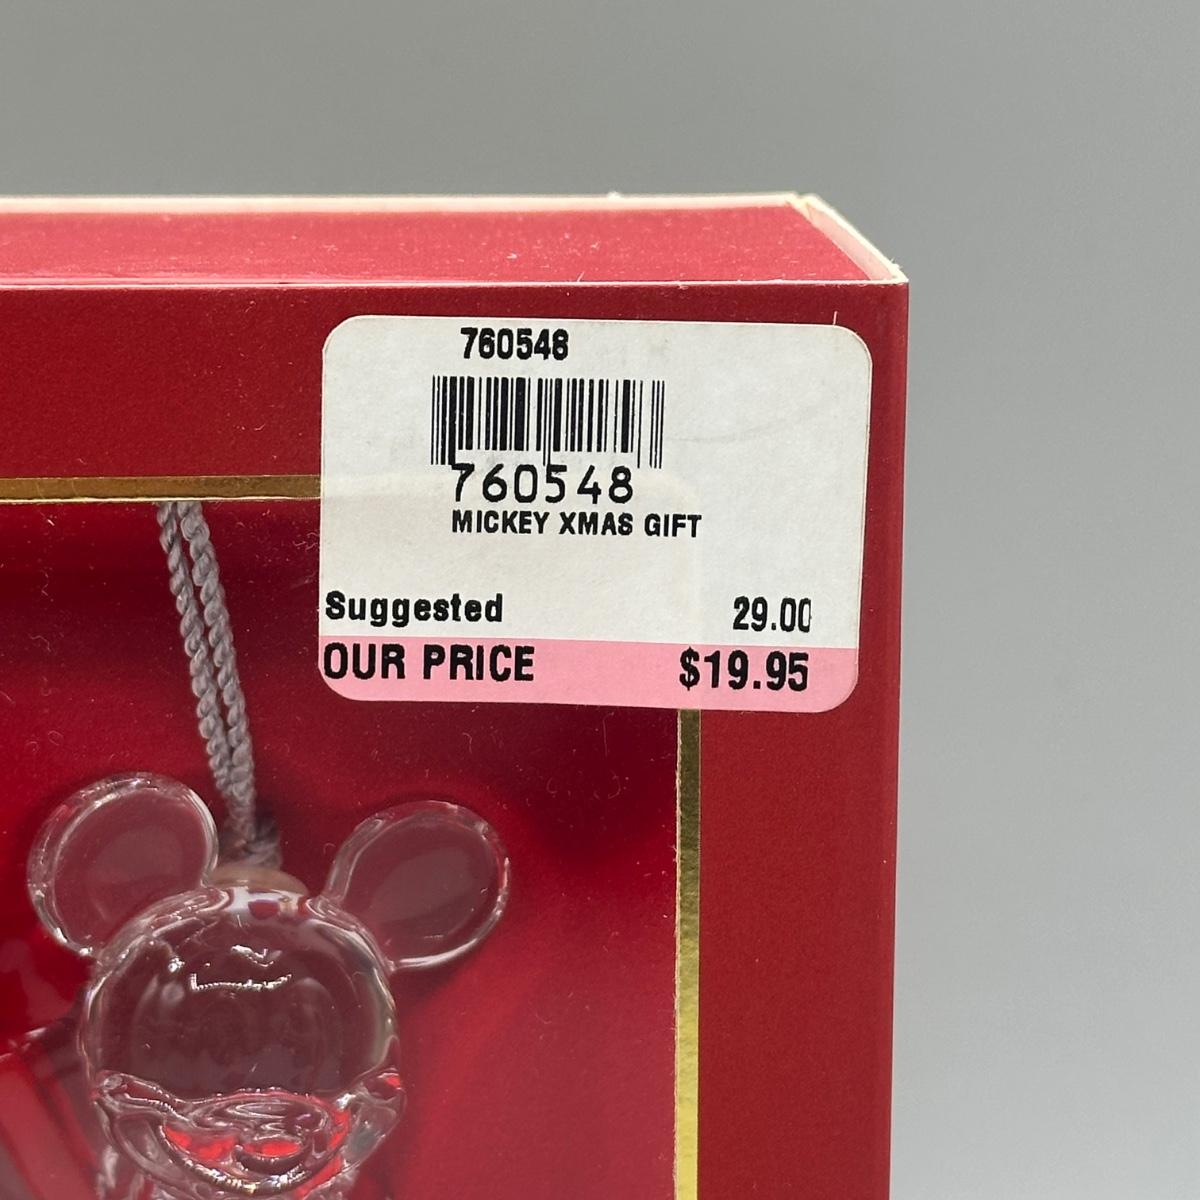 760548
760548
MICKEY XMAS GIFT
Suggested 29.00
OUR PRICE $19.95